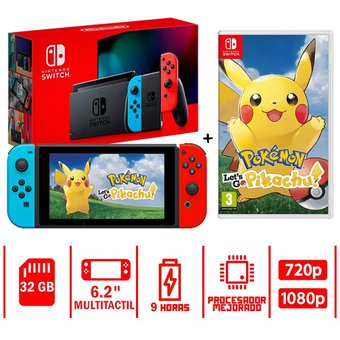 NINTENDO
SWITCH
NINTENDO
SWITCH
+
POKÉMON
Let's Go
Pikachu!
3
POKÉMON
Let's Go
Pikachu!
32 GB
6.2"
MULTITACTIL
9 HORAS
PROCESADOR
MEJORADO
720p
1080p